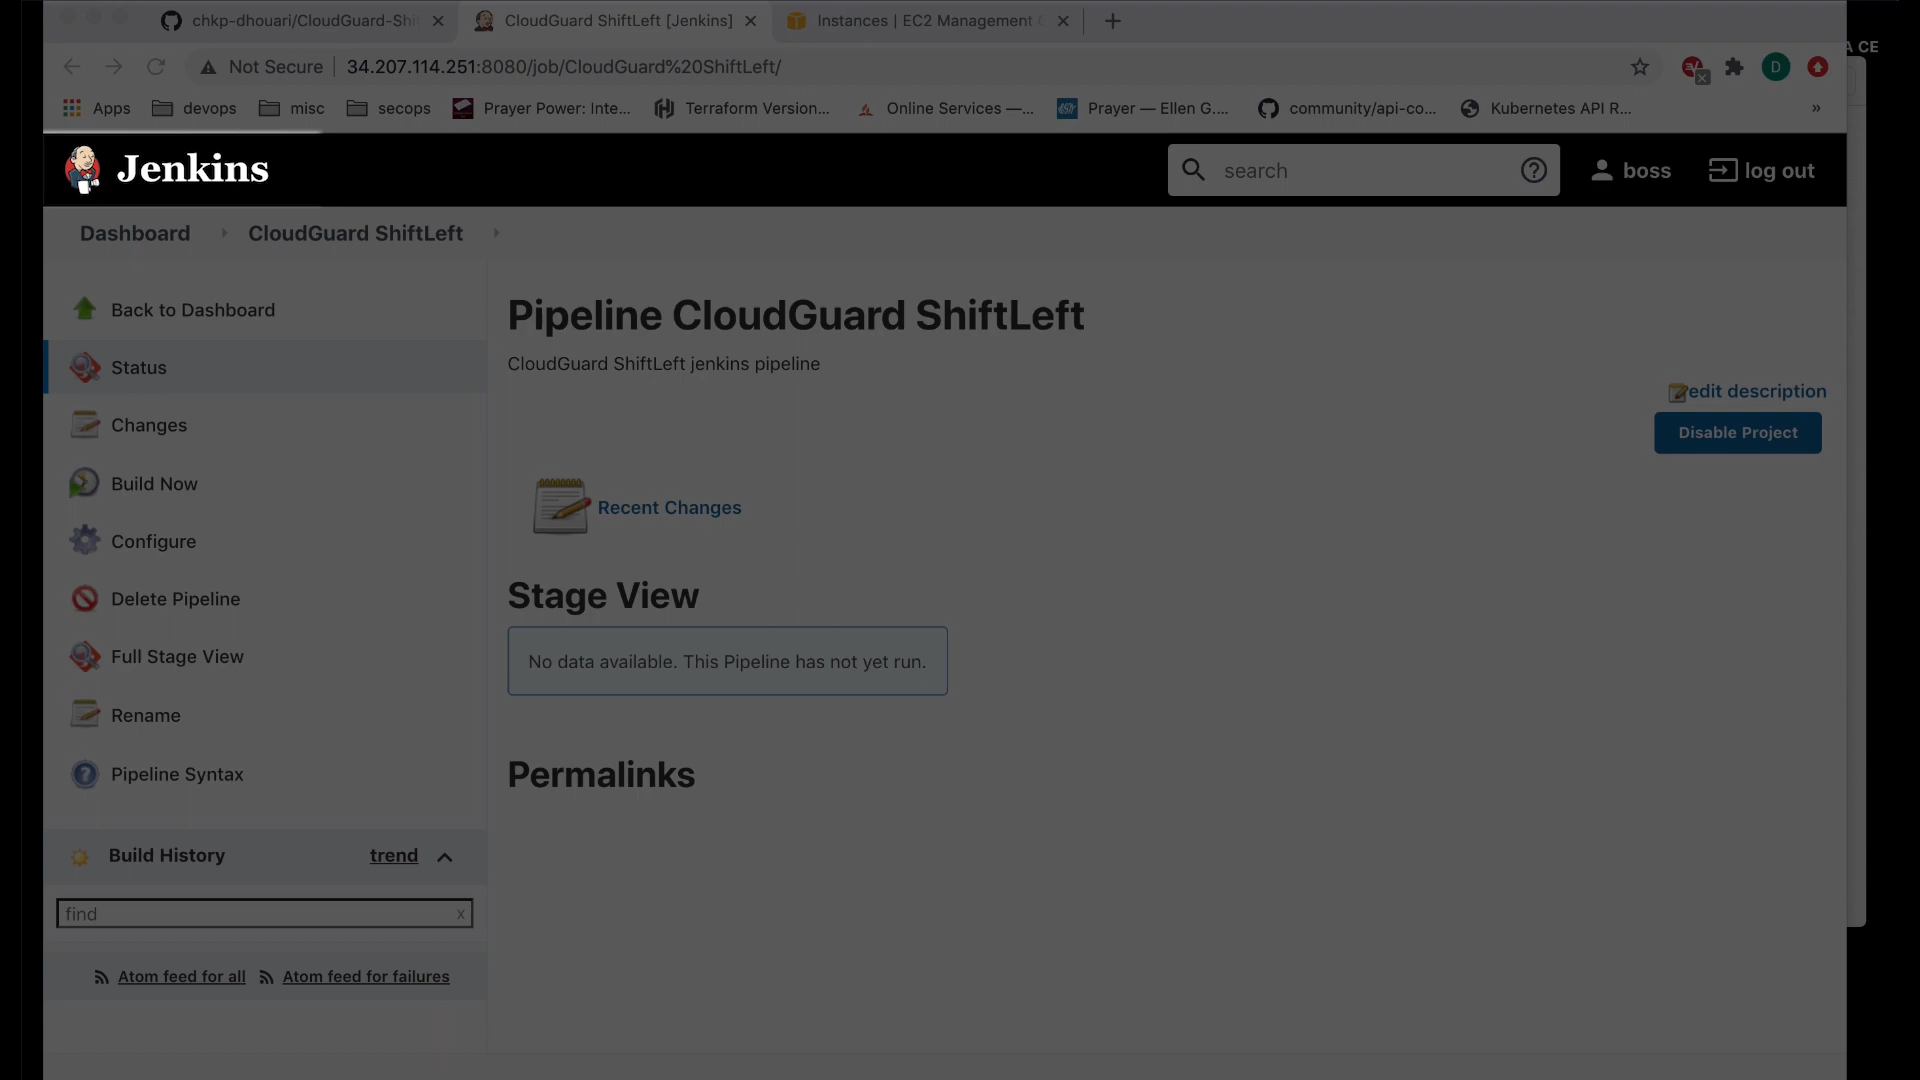 chkp-dhouari/CloudGuard-Shi
CloudGuard ShiftLeft [Jenkins]
Instances | EC2 Management
A CE
Not Secure
34.207.114.251:8080/job/CloudGuard%20ShiftLeft/
D
Apps
devops
misc
secops
Prayer Power: Inte...
Terraform Version...
Online Services —...
Prayer — Ellen G....
community/api-co...
Kubernetes API R...
»
Jenkins
search
boss
log out
Dashboard
CloudGuard ShiftLeft
Back to Dashboard
Status
Changes
Build Now
Configure
Delete Pipeline
Full Stage View
Rename
Pipeline Syntax
Build History
trend
find
x
Atom feed for all
Atom feed for failures
Pipeline CloudGuard ShiftLeft
CloudGuard ShiftLeft jenkins pipeline
edit description
Disable Project
Recent Changes
Stage View
No data available. This Pipeline has not yet run.
Permalinks